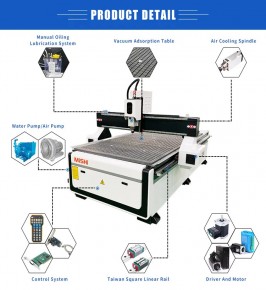 PRODUCT DETAIL
Manual Oiling
Lubrication System
Vacuum Adsorption Table
Air Cooling Spindle
Water Pump/Air Pump
MISHI
Control System
Taiwan Square Linear Rail
Driver And Motor